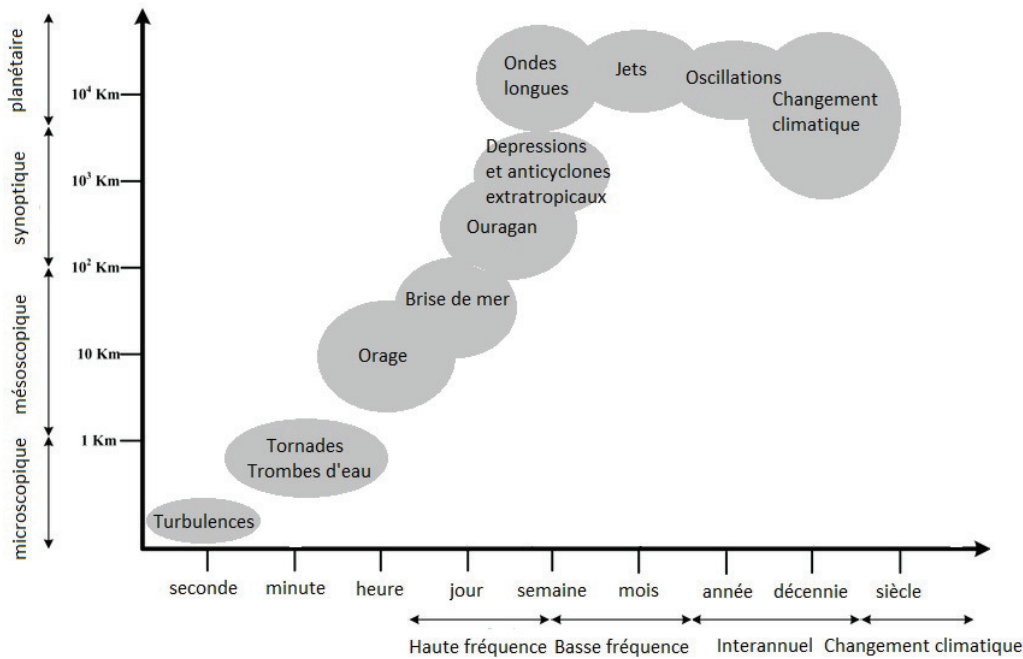 planétaire
synoptique
mésoscopique
microscopique
10⁴ Km
10³ Km
10² Km
10 Km
1 Km
Ondes
longues
Jets
Oscillations
Changement
climatique
Depressions
et anticyclones
extratropicaux
Ouragan
Brise de mer
Orage
Tornades
Trombes d'eau
Turbulences
seconde minute heure jour semaine mois année décennie siècle
Haute fréquence Basse fréquence Interannuel Changement climatique